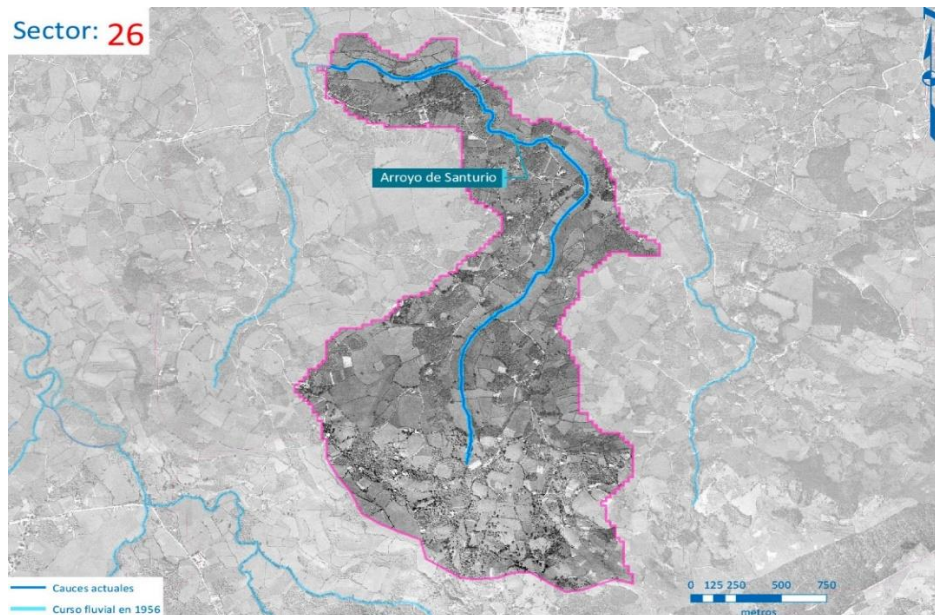 Sector: 26
Arroyo de Santurio
Cauces actuales
Curso fluvial en 1956
0 125 250 500 750
metros